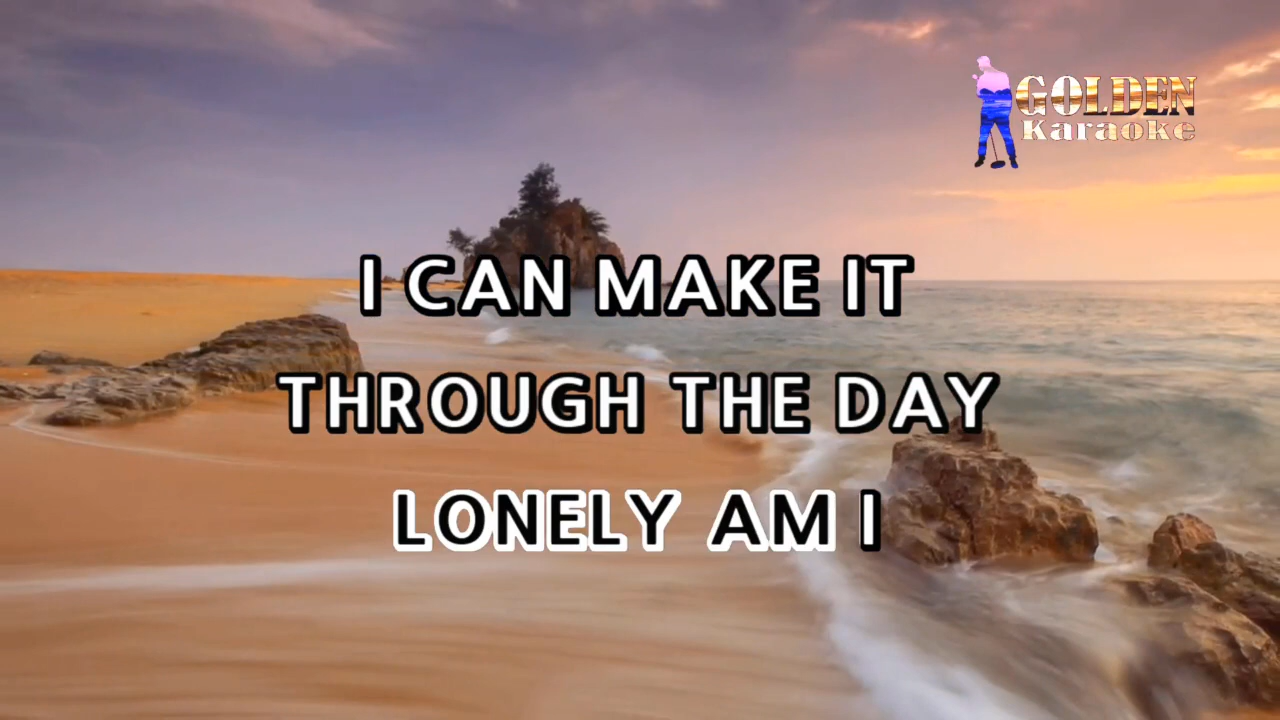 GOLDEN
Karaoke
I CAN MAKE IT
THROUGH THE DAY
LONELY AM I